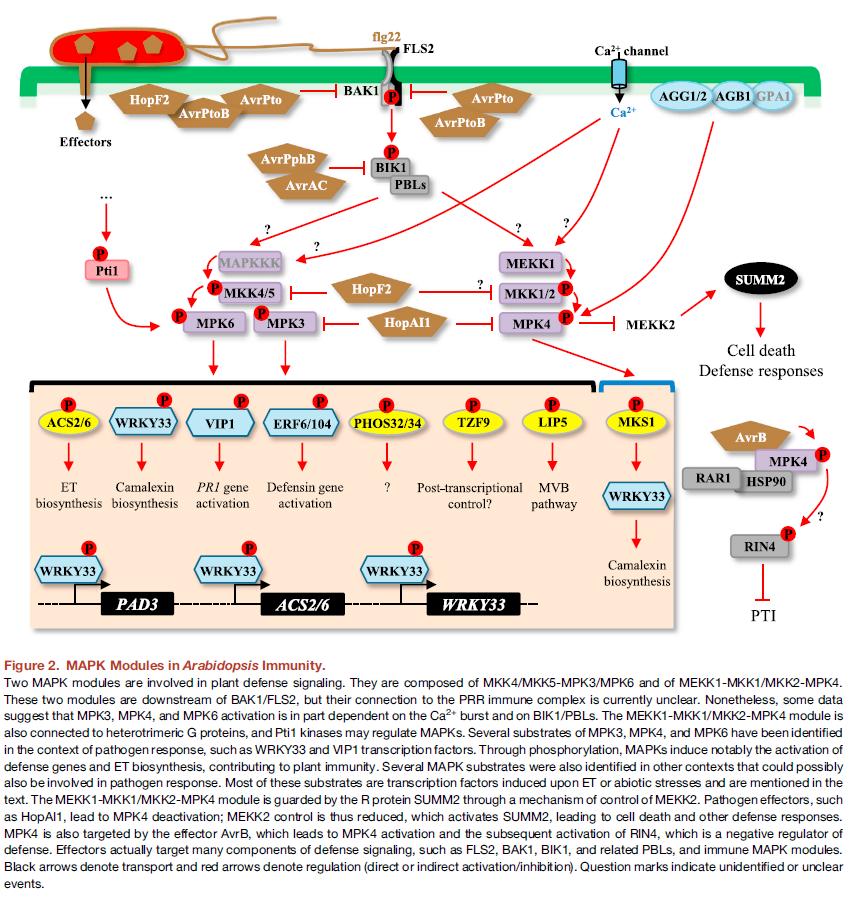 flg22
FLS2
Ca2+ channel
HopF2
AvrPtoB
AvrPto
BAK1
P
AvrPto
AvrPtoB
Ca2+
AGG1/2
AGB1
GPA1
Effectors
P
AvrPphB
AvrAC
BIK1
PBLs
...
?
?
?
?
P
Pti1
MAPKKK
MEKK1
P
MKK4/5
HopF2
?
MKK1/2
P
SUMM2
P
MPK6
P
MPK3
HopAI1
MPK4
P
MEKK2
Cell death
Defense responses
P
ACS2/6
P
WRKY33
P
VIP1
P
ERF6/104
P
PHOS32/34
P
TZF9
P
LIP5
P
MKS1
AvrB
MPK4
P
RAR1
HSP90
ET
biosynthesis
Camalexin
biosynthesis
PR1 gene
activation
Defensin gene
activation
?
Post-transcriptional
control?
MVB
pathway
WRKY33
?
RIN4
P
Camalexin
biosynthesis
PTI
P
WRKY33
PAD3
P
WRKY33
ACS2/6
P
WRKY33
WRKY33
Figure 2. MAPK Modules in Arabidopsis Immunity.
Two MAPK modules are involved in plant defense signaling. They are composed of MKK4/MKK5-MPK3/MPK6 and of MEKK1-MKK1/MKK2-MPK4.
These two modules are downstream of BAK1/FLS2, but their connection to the PRR immune complex is currently unclear. Nonetheless, some data
suggest that MPK3, MPK4, and MPK6 activation is in part dependent on the Ca2+ burst and on BIK1/PBLs. The MEKK1-MKK1/MKK2-MPK4 module is
also connected to heterotrimeric G proteins, and Pti1 kinases may regulate MAPKs. Several substrates of MPK3, MPK4, and MPK6 have been identified
in the context of pathogen response, such as WRKY33 and VIP1 transcription factors. Through phosphorylation, MAPKs induce notably the activation of
defense genes and ET biosynthesis, contributing to plant immunity. Several MAPK substrates were also identified in other contexts that could possibly
also be involved in pathogen response. Most of these substrates are transcription factors induced upon ET or abiotic stresses and are mentioned in the
text. The MEKK1-MKK1/MKK2-MPK4 module is guarded by the R protein SUMM2 through a mechanism of control of MEKK2. Pathogen effectors, such
as HopAI1, lead to MPK4 deactivation; MEKK2 control is thus reduced, which activates SUMM2, leading to cell death and other defense responses.
MPK4 is also targeted by the effector AvrB, which leads to MPK4 activation and the subsequent activation of RIN4, which is a negative regulator of
defense. Effectors actually target many components of defense signaling, such as FLS2, BAK1, BIK1, and related PBLs, and immune MAPK modules.
Black arrows denote transport and red arrows denote regulation (direct or indirect activation/inhibition). Question marks indicate unidentified or unclear
events.